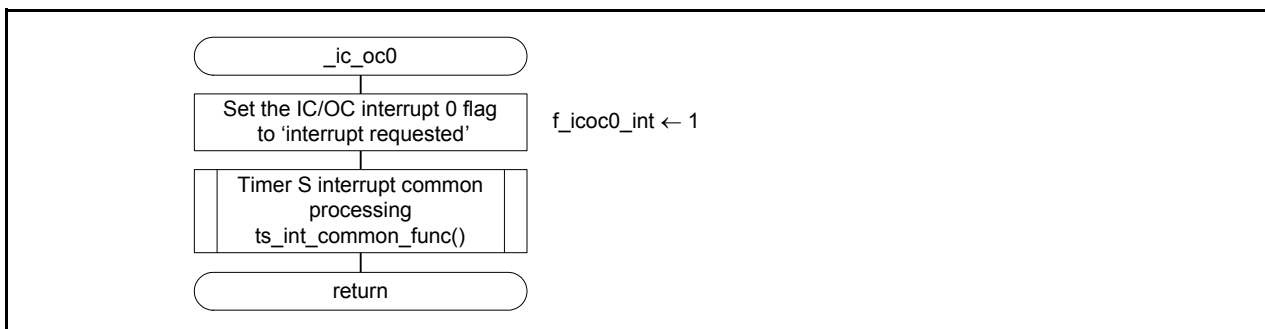 _ic_oc0
Set the IC/OC interrupt 0 flag
to ‘interrupt requested’
f_icoc0_int ← 1
Timer S interrupt common
processing
ts_int_common_func()
return